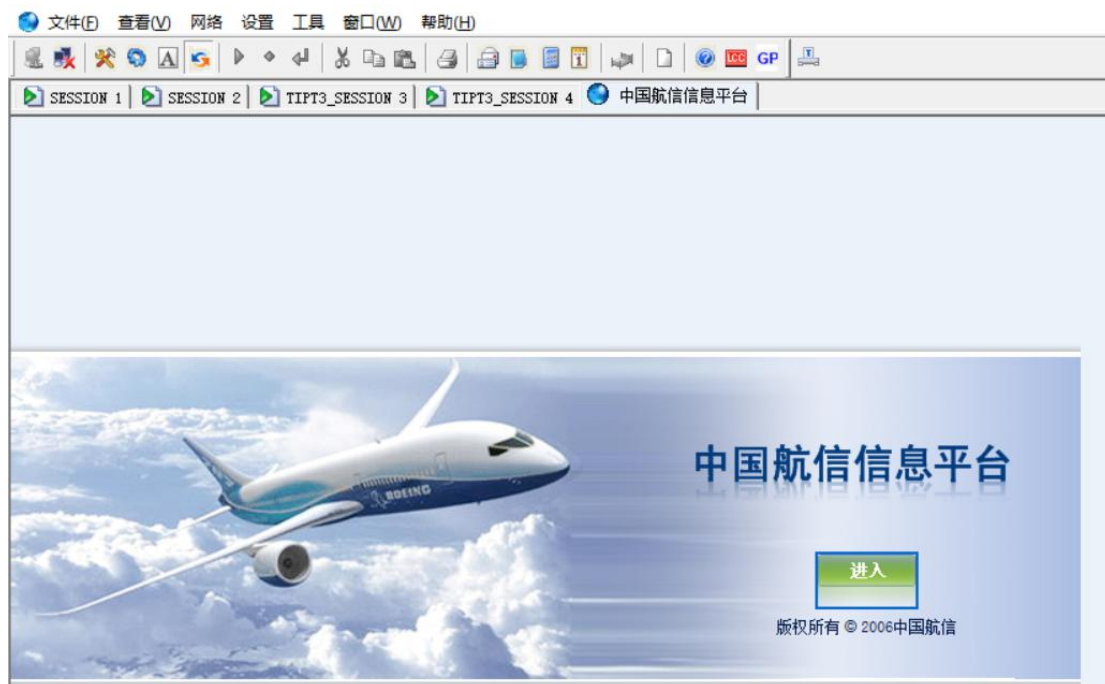 文件(F) 查看(V) 网络 设置 工具 窗口(W) 帮助(H)
A 1 LCC GP T
SESSION 1 SESSION 2 TIPT3_SESSION 3 TIPT3_SESSION 4 中国航信信息平台
中国航信信息平台
BOEING
进入
版权所有 © 2006中国航信